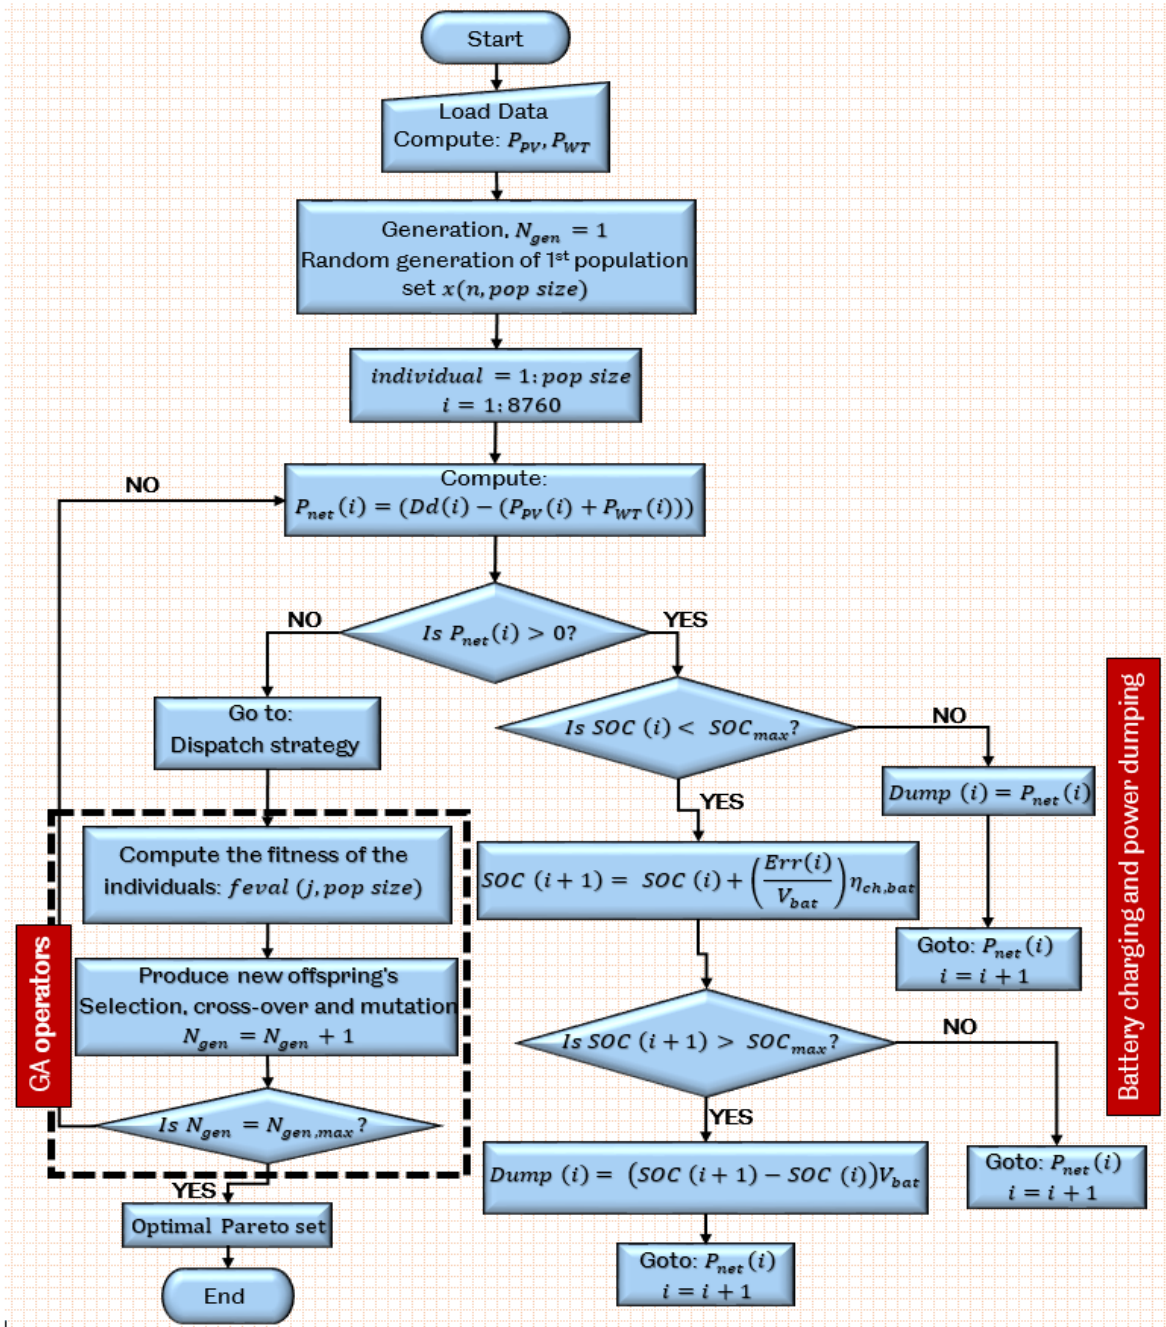 Start
Load Data
Compute: P_PV, P_WT
Generation, N_gen = 1
Random generation of 1st population
set x(n, pop size)
individual = 1: pop size
i = 1: 8760
NO
Compute:
P_net(i) = (Dd(i) − (P_PV(i) + P_WT(i)))
NO
YES
Is P_net(i) > 0?
Go to:
Dispatch strategy
Is SOC (i) < SOC_max?
NO
Dump (i) = P_net(i)
YES
Compute the fitness of the
individuals: feval (j, pop size)
SOC (i + 1) = SOC (i) + (Err(i)/V_bat) η_ch,bat
Goto: P_net(i)
i = i + 1
Produce new offspring's
Selection, cross-over and mutation
N_gen = N_gen + 1
Is SOC (i + 1) > SOC_max?
NO
Is N_gen = N_gen,max?
YES
YES
Dump (i) = (SOC (i + 1) − SOC (i))V_bat
Goto: P_net(i)
i = i + 1
Optimal Pareto set
Goto: P_net(i)
i = i + 1
End
GA operators
Battery charging and power dumping